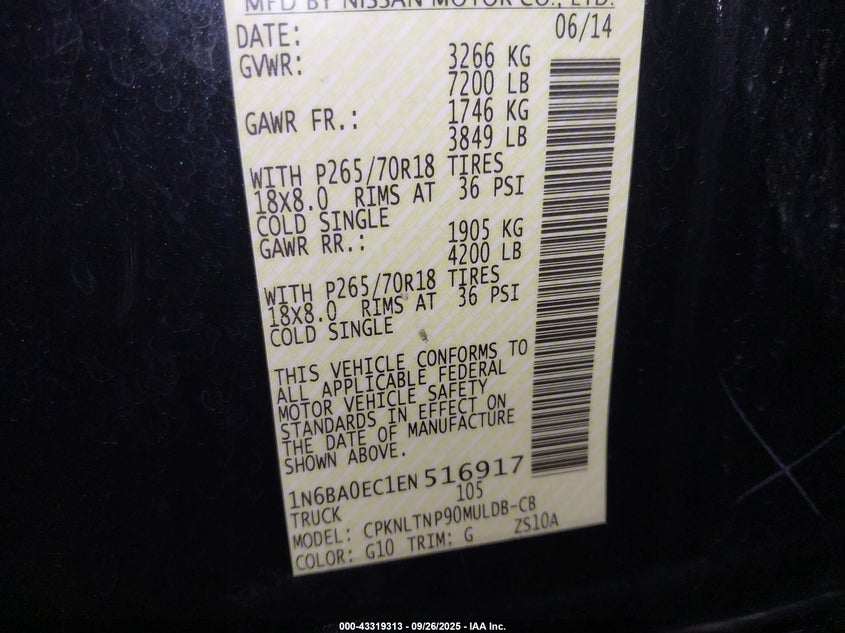 MFD BY NISSAN MOTOR CO., LTD.
DATE: 06/14
GVWR: 3266 KG
7200 LB
GAWR FR.: 1746 KG
3849 LB
WITH P265/70R18 TIRES
18X8.0 RIMS AT 36 PSI
COLD SINGLE
GAWR RR.: 1905 KG
4200 LB
WITH P265/70R18 TIRES
18X8.0 RIMS AT 36 PSI
COLD SINGLE
THIS VEHICLE CONFORMS TO
ALL APPLICABLE FEDERAL
MOTOR VEHICLE SAFETY
STANDARDS IN EFFECT ON
THE DATE OF MANUFACTURE
SHOWN ABOVE.
1N6BA0EC1EN516917
TRUCK 105
MODEL: CPKNLTNP90MULDB-CB
COLOR: G10 TRIM: G ZS10A
000-43319313 - 09/26/2025 - IAA Inc.